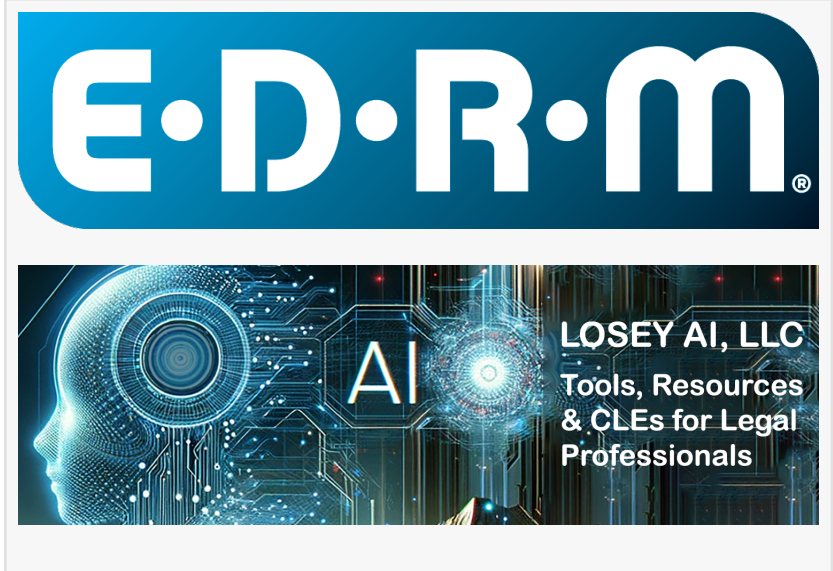 E•D•R•M®
AI
LOSEY AI, LLC
Tools, Resources
& CLEs for Legal
Professionals